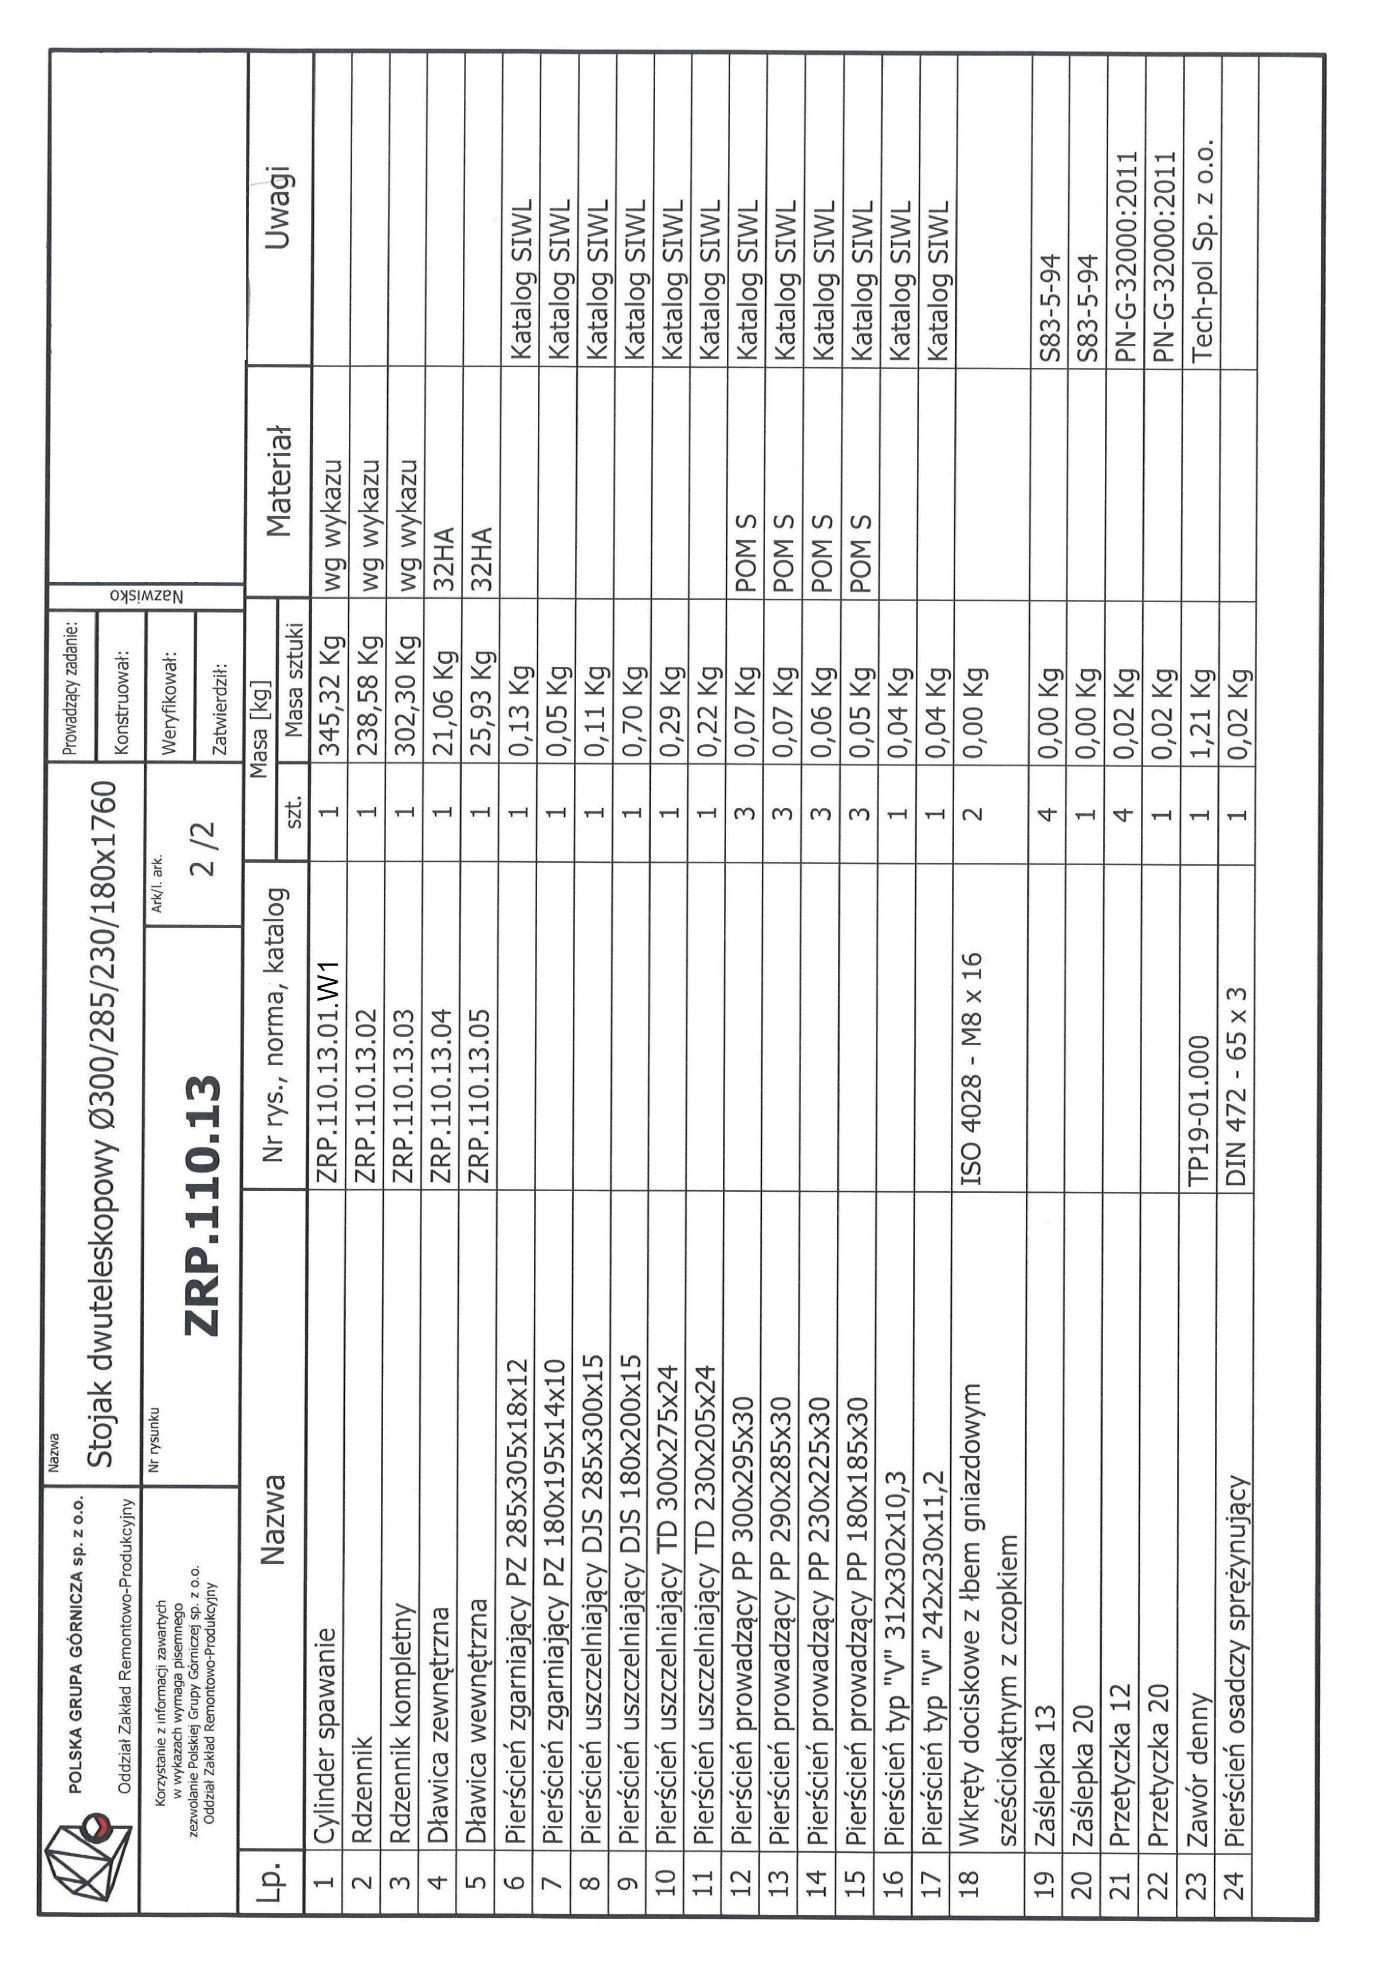 POLSKA GRUPA GÓRNICZA sp. z o.o.
Oddział Zakład Remontowo-Produkcyjny
Nazwa
Stojak dwuteleskopowy Ø300/285/230/180x1760
Prowadzący zadanie:
Konstruował:
Weryfikował:
Zatwierdził:
Nazwisko
Korzystanie z informacji zawartych
w wykazach wymaga pisemnego
zezwolanie Polskiej Grupy Górniczej sp. z o.o.
Oddział Zakład Remontowo-Produkcyjny
Nr rysunku
ZRP.110.13
Ark/l. ark.
2 /2
Lp. Nazwa Nr rys., norma, katalog Masa [kg] Materiał Uwagi
szt. Masa sztuki
1 Cylinder spawanie ZRP.110.13.01.W1 1 345,32 Kg wg wykazu
2 Rdzennik ZRP.110.13.02 1 238,58 Kg wg wykazu
3 Rdzennik kompletny ZRP.110.13.03 1 302,30 Kg wg wykazu
4 Dławica zewnętrzna ZRP.110.13.04 1 21,06 Kg 32HA
5 Dławica wewnętrzna ZRP.110.13.05 1 25,93 Kg 32HA
6 Pierścień zgarniający PZ 285x305x18x12 1 0,13 Kg Katalog SIWL
7 Pierścień zgarniający PZ 180x195x14x10 1 0,05 Kg Katalog SIWL
8 Pierścień uszczelniający DJS 285x300x15 1 0,11 Kg Katalog SIWL
9 Pierścień uszczelniający DJS 180x200x15 1 0,70 Kg Katalog SIWL
10 Pierścień uszczelniający TD 300x275x24 1 0,29 Kg Katalog SIWL
11 Pierścień uszczelniający TD 230x205x24 1 0,22 Kg Katalog SIWL
12 Pierścień prowadzący PP 300x295x30 3 0,07 Kg POM S Katalog SIWL
13 Pierścień prowadzący PP 290x285x30 3 0,07 Kg POM S Katalog SIWL
14 Pierścień prowadzący PP 230x225x30 3 0,06 Kg POM S Katalog SIWL
15 Pierścień prowadzący PP 180x185x30 3 0,05 Kg POM S Katalog SIWL
16 Pierścień typ "V" 312x302x10,3 1 0,04 Kg Katalog SIWL
17 Pierścień typ "V" 242x230x11,2 1 0,04 Kg Katalog SIWL
18 Wkręty dociskowe z łbem gniazdowym ISO 4028 - M8 x 16 2 0,00 Kg
sześciokątnym z czopkiem
19 Zaślepka 13 4 0,00 Kg S83-5-94
20 Zaślepka 20 1 0,00 Kg S83-5-94
21 Przetyczka 12 4 0,02 Kg PN-G-32000:2011
22 Przetyczka 20 1 0,02 Kg PN-G-32000:2011
23 Zawór denny TP19-01.000 1 1,21 Kg Tech-pol Sp. z o.o.
24 Pierścień osadczy sprężynujący DIN 472 - 65 x 3 1 0,02 Kg